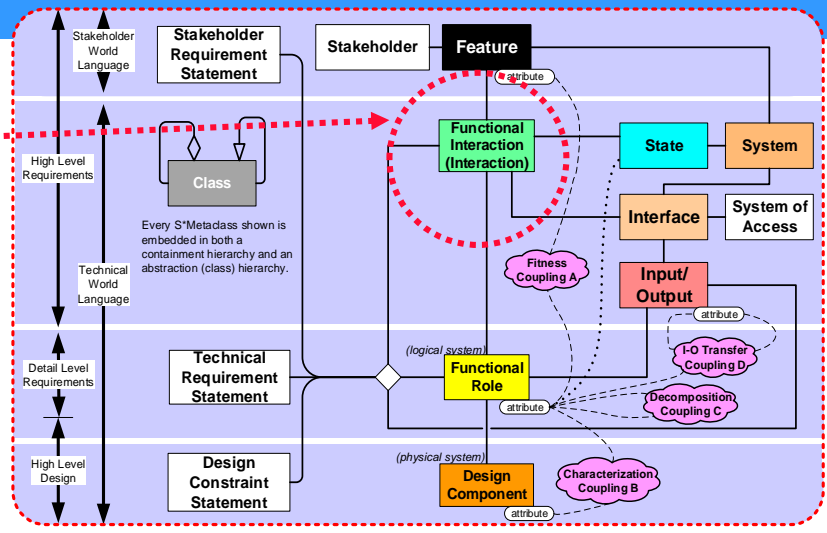 Stakeholder
World
Language
Stakeholder
Requirement
Statement
Stakeholder
Feature
attribute
High Level
Requirements
Class
Every S*Metaclass shown is
embedded in both a
containment hierarchy and an
abstraction (class) hierarchy.
Functional
Interaction
(Interaction)
State
System
Interface
System of
Access
Technical
World
Language
Fitness
Coupling A
Input/
Output
attribute
Detail Level
Requirements
Technical
Requirement
Statement
(logical system)
Functional
Role
attribute
I-O Transfer
Coupling D
Decomposition
Coupling C
High Level
Design
Design
Constraint
Statement
(physical system)
Design
Component
attribute
Characterization
Coupling B